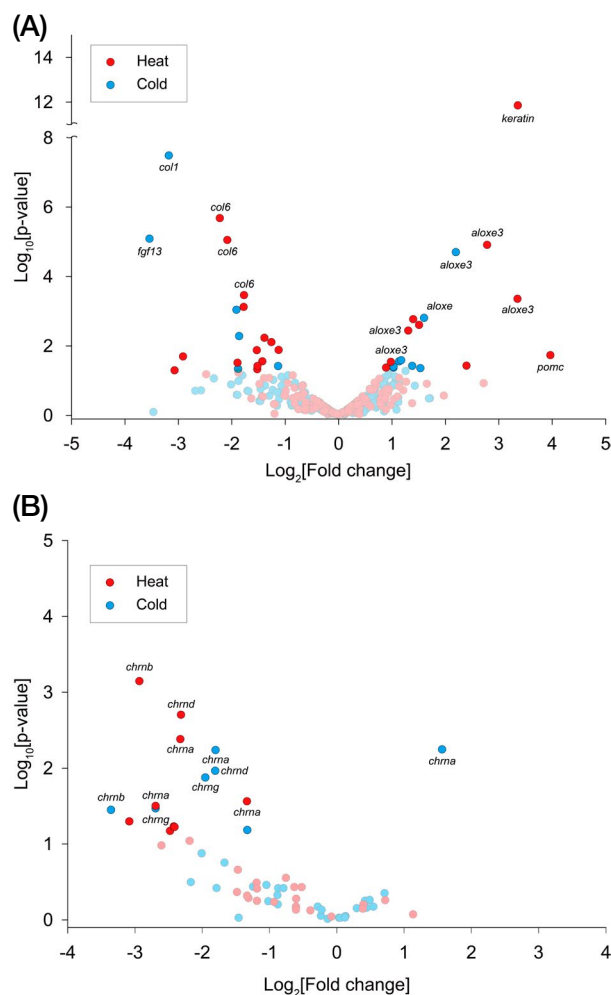 (A)
14
12
8
6
4
2
0
Log10[p-value]
Heat
Cold
keratin
col1
col6
fgf13
col6
aloxe3
aloxe3
col6
aloxe
aloxe3
aloxe3
aloxe3
pomc
-5 -4 -3 -2 -1 0 1 2 3 4 5
Log2[Fold change]
(B)
5
4
3
2
1
0
Log10[p-value]
Heat
Cold
chrnb
chrnd
chrna
chrna
chrna
chrnd
chrng
chrnb
chrna
chrna
chrng
-4 -3 -2 -1 0 1 2 3 4
Log2[Fold change]